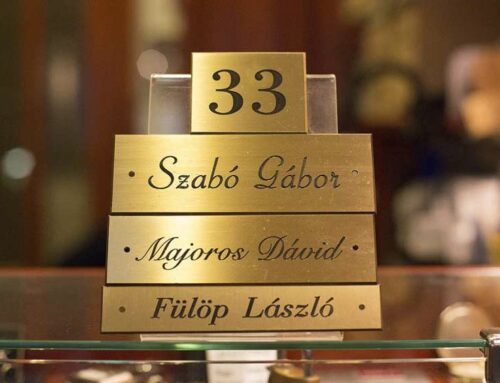 33
Szabó Gábor
Majoros Dávid
Fülöp László